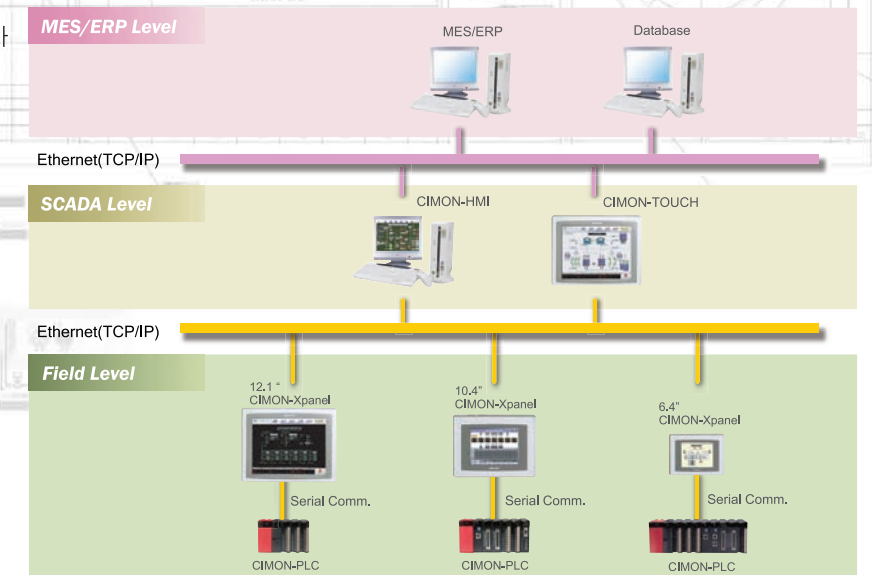 MES/ERP Level
MES/ERP
Database
Ethernet(TCP/IP)
SCADA Level
CIMON-HMI
CIMON-TOUCH
Ethernet(TCP/IP)
Field Level
12.1 "
CIMON-Xpanel
10.4"
CIMON-Xpanel
6.4"
CIMON-Xpanel
Serial Comm.
Serial Comm.
Serial Comm.
CIMON-PLC
CIMON-PLC
CIMON-PLC